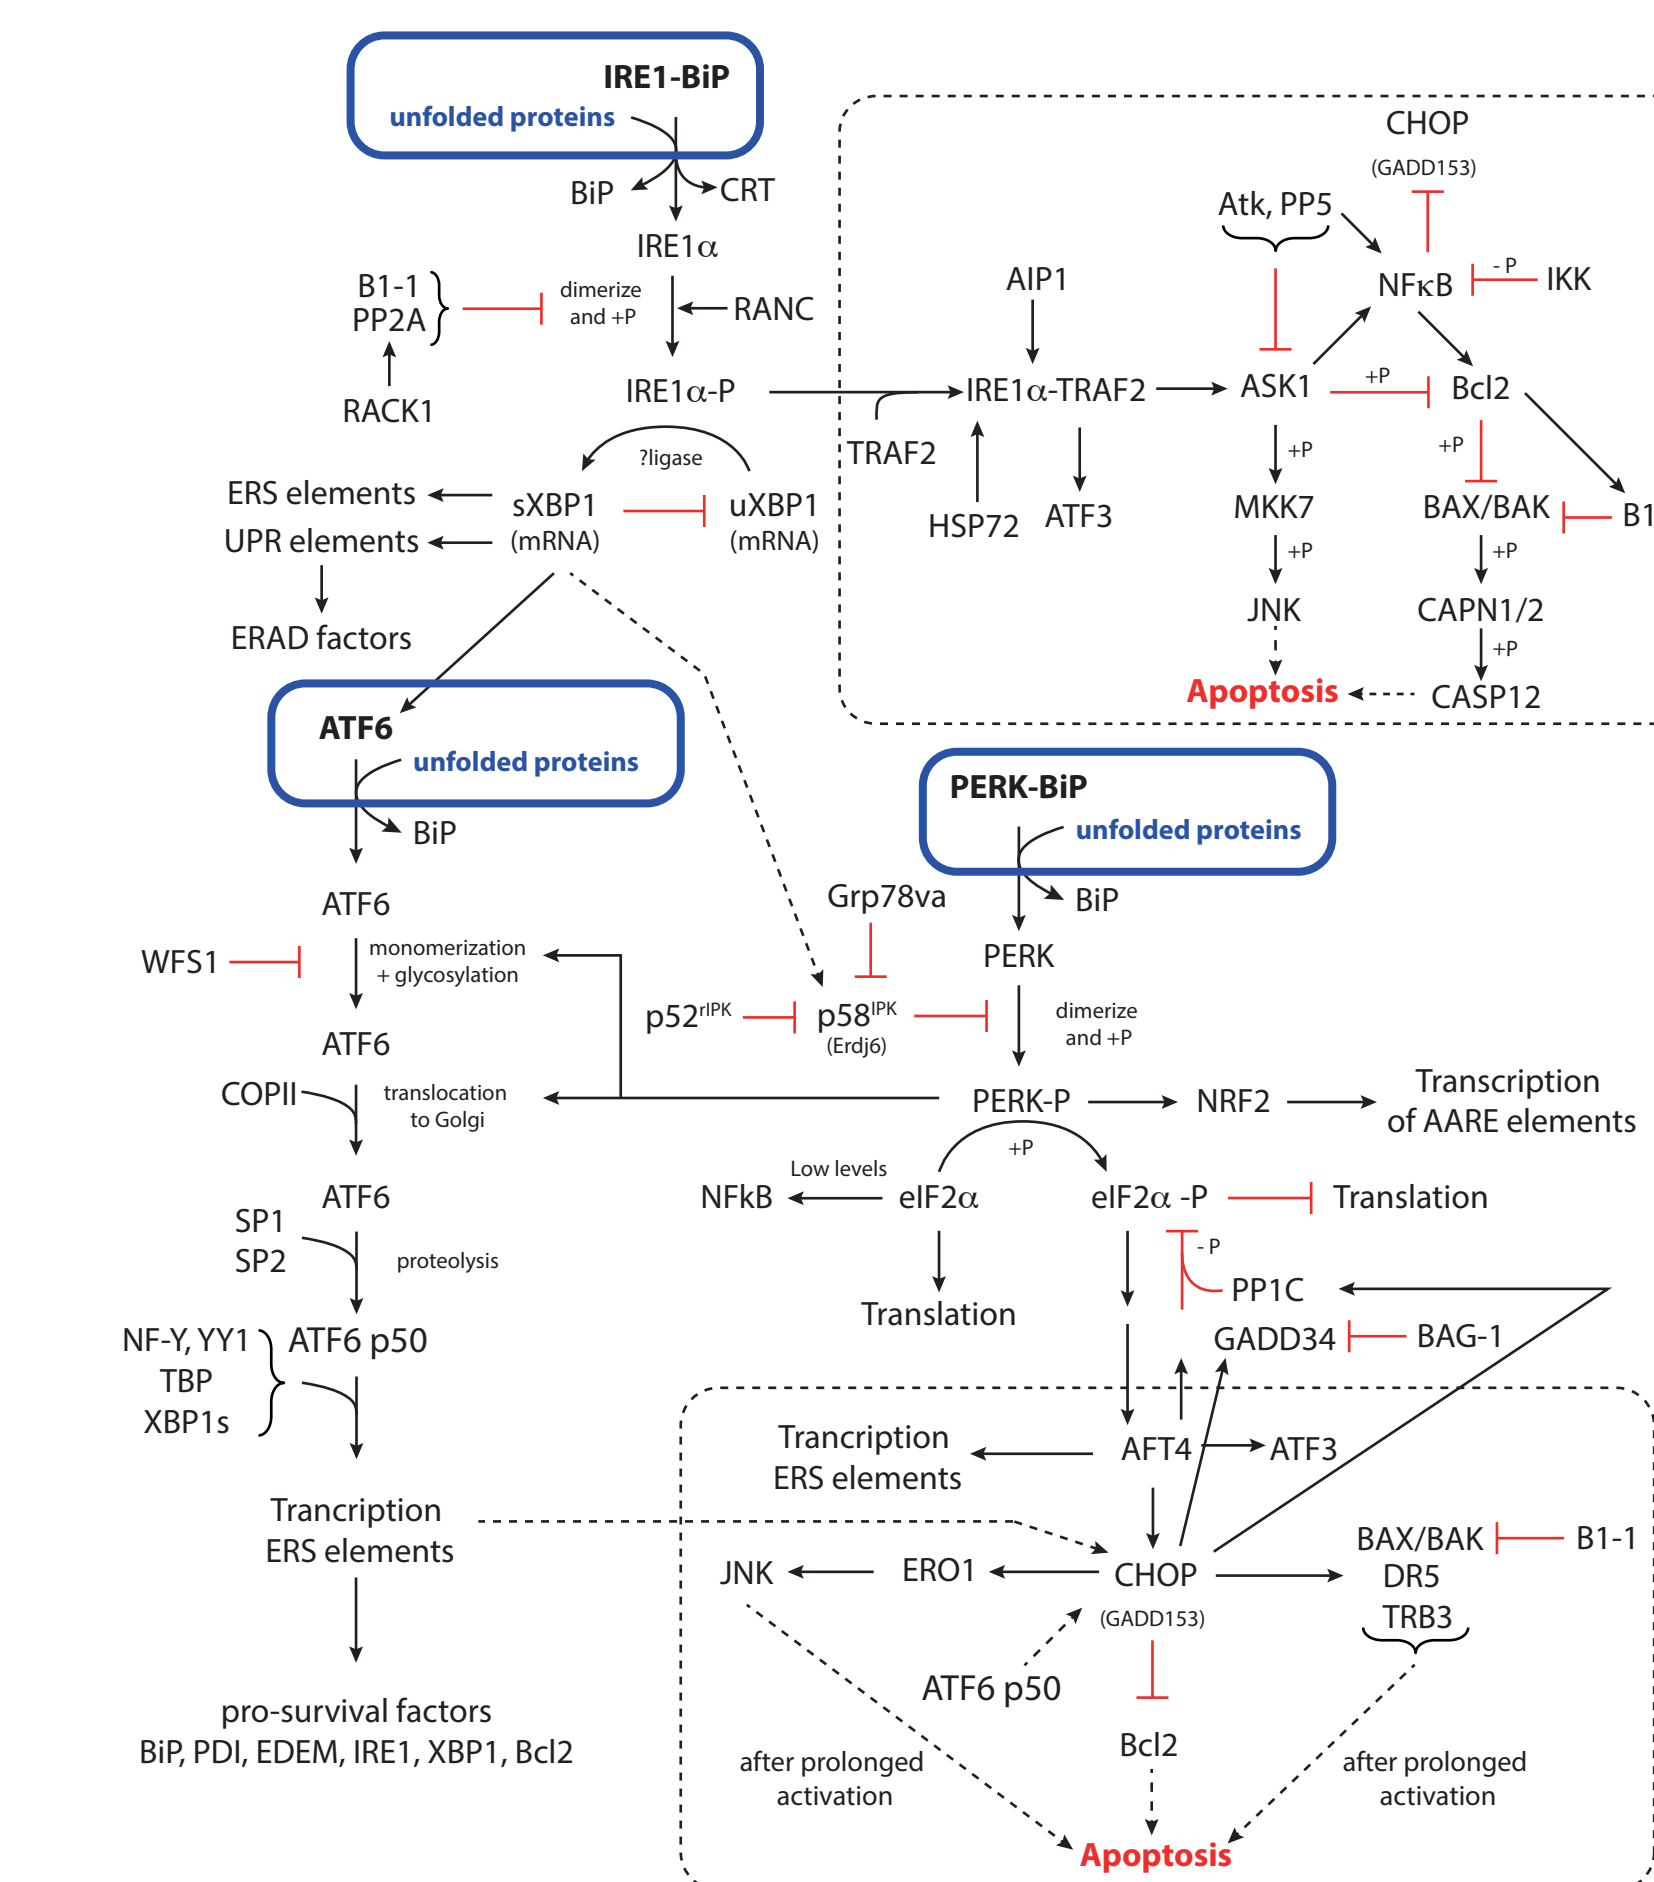 IRE1-BiP
unfolded proteins
BiP
CRT
IRE1α
B1-1
PP2A
dimerize
and +P
RANC
RACK1
IRE1α-P
?ligase
ERS elements
sXBP1
(mRNA)
uXBP1
(mRNA)
UPR elements
ERAD factors
CHOP
(GADD153)
Atk, PP5
AIP1
NFκB
- P
IKK
IRE1α-TRAF2
ASK1
+P
Bcl2
TRAF2
+P
+P
HSP72
ATF3
MKK7
BAX/BAK
B1
+P
+P
JNK
CAPN1/2
+P
Apoptosis
CASP12
ATF6
unfolded proteins
BiP
ATF6
WFS1
monomerization
+ glycosylation
ATF6
COPII
translocation
to Golgi
ATF6
SP1
SP2
proteolysis
NF-Y, YY1
TBP
XBP1s
ATF6 p50
Trancription
ERS elements
pro-survival factors
BiP, PDI, EDEM, IRE1, XBP1, Bcl2
PERK-BiP
unfolded proteins
BiP
Grp78va
PERK
p52rIPK
p58IPK
(Erdj6)
dimerize
and +P
PERK-P
NRF2
Transcription
of AARE elements
+P
Low levels
NFkB
eIF2α
eIF2α -P
Translation
- P
PP1C
Translation
GADD34
BAG-1
Trancription
ERS elements
AFT4
ATF3
JNK
ERO1
CHOP
(GADD153)
BAX/BAK
DR5
TRB3
B1-1
ATF6 p50
Bcl2
after prolonged
activation
after prolonged
activation
Apoptosis